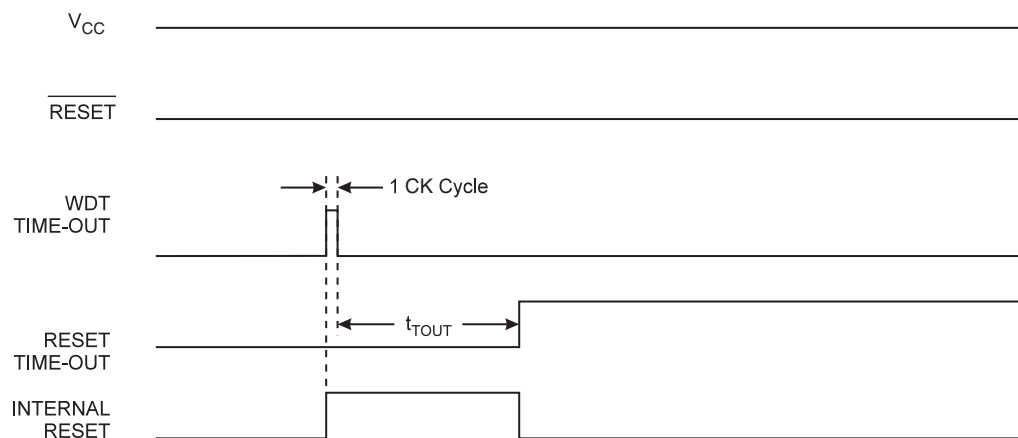 VCC
RESET
WDT
TIME-OUT
1 CK Cycle
RESET
TIME-OUT
tTOUT
INTERNAL
RESET